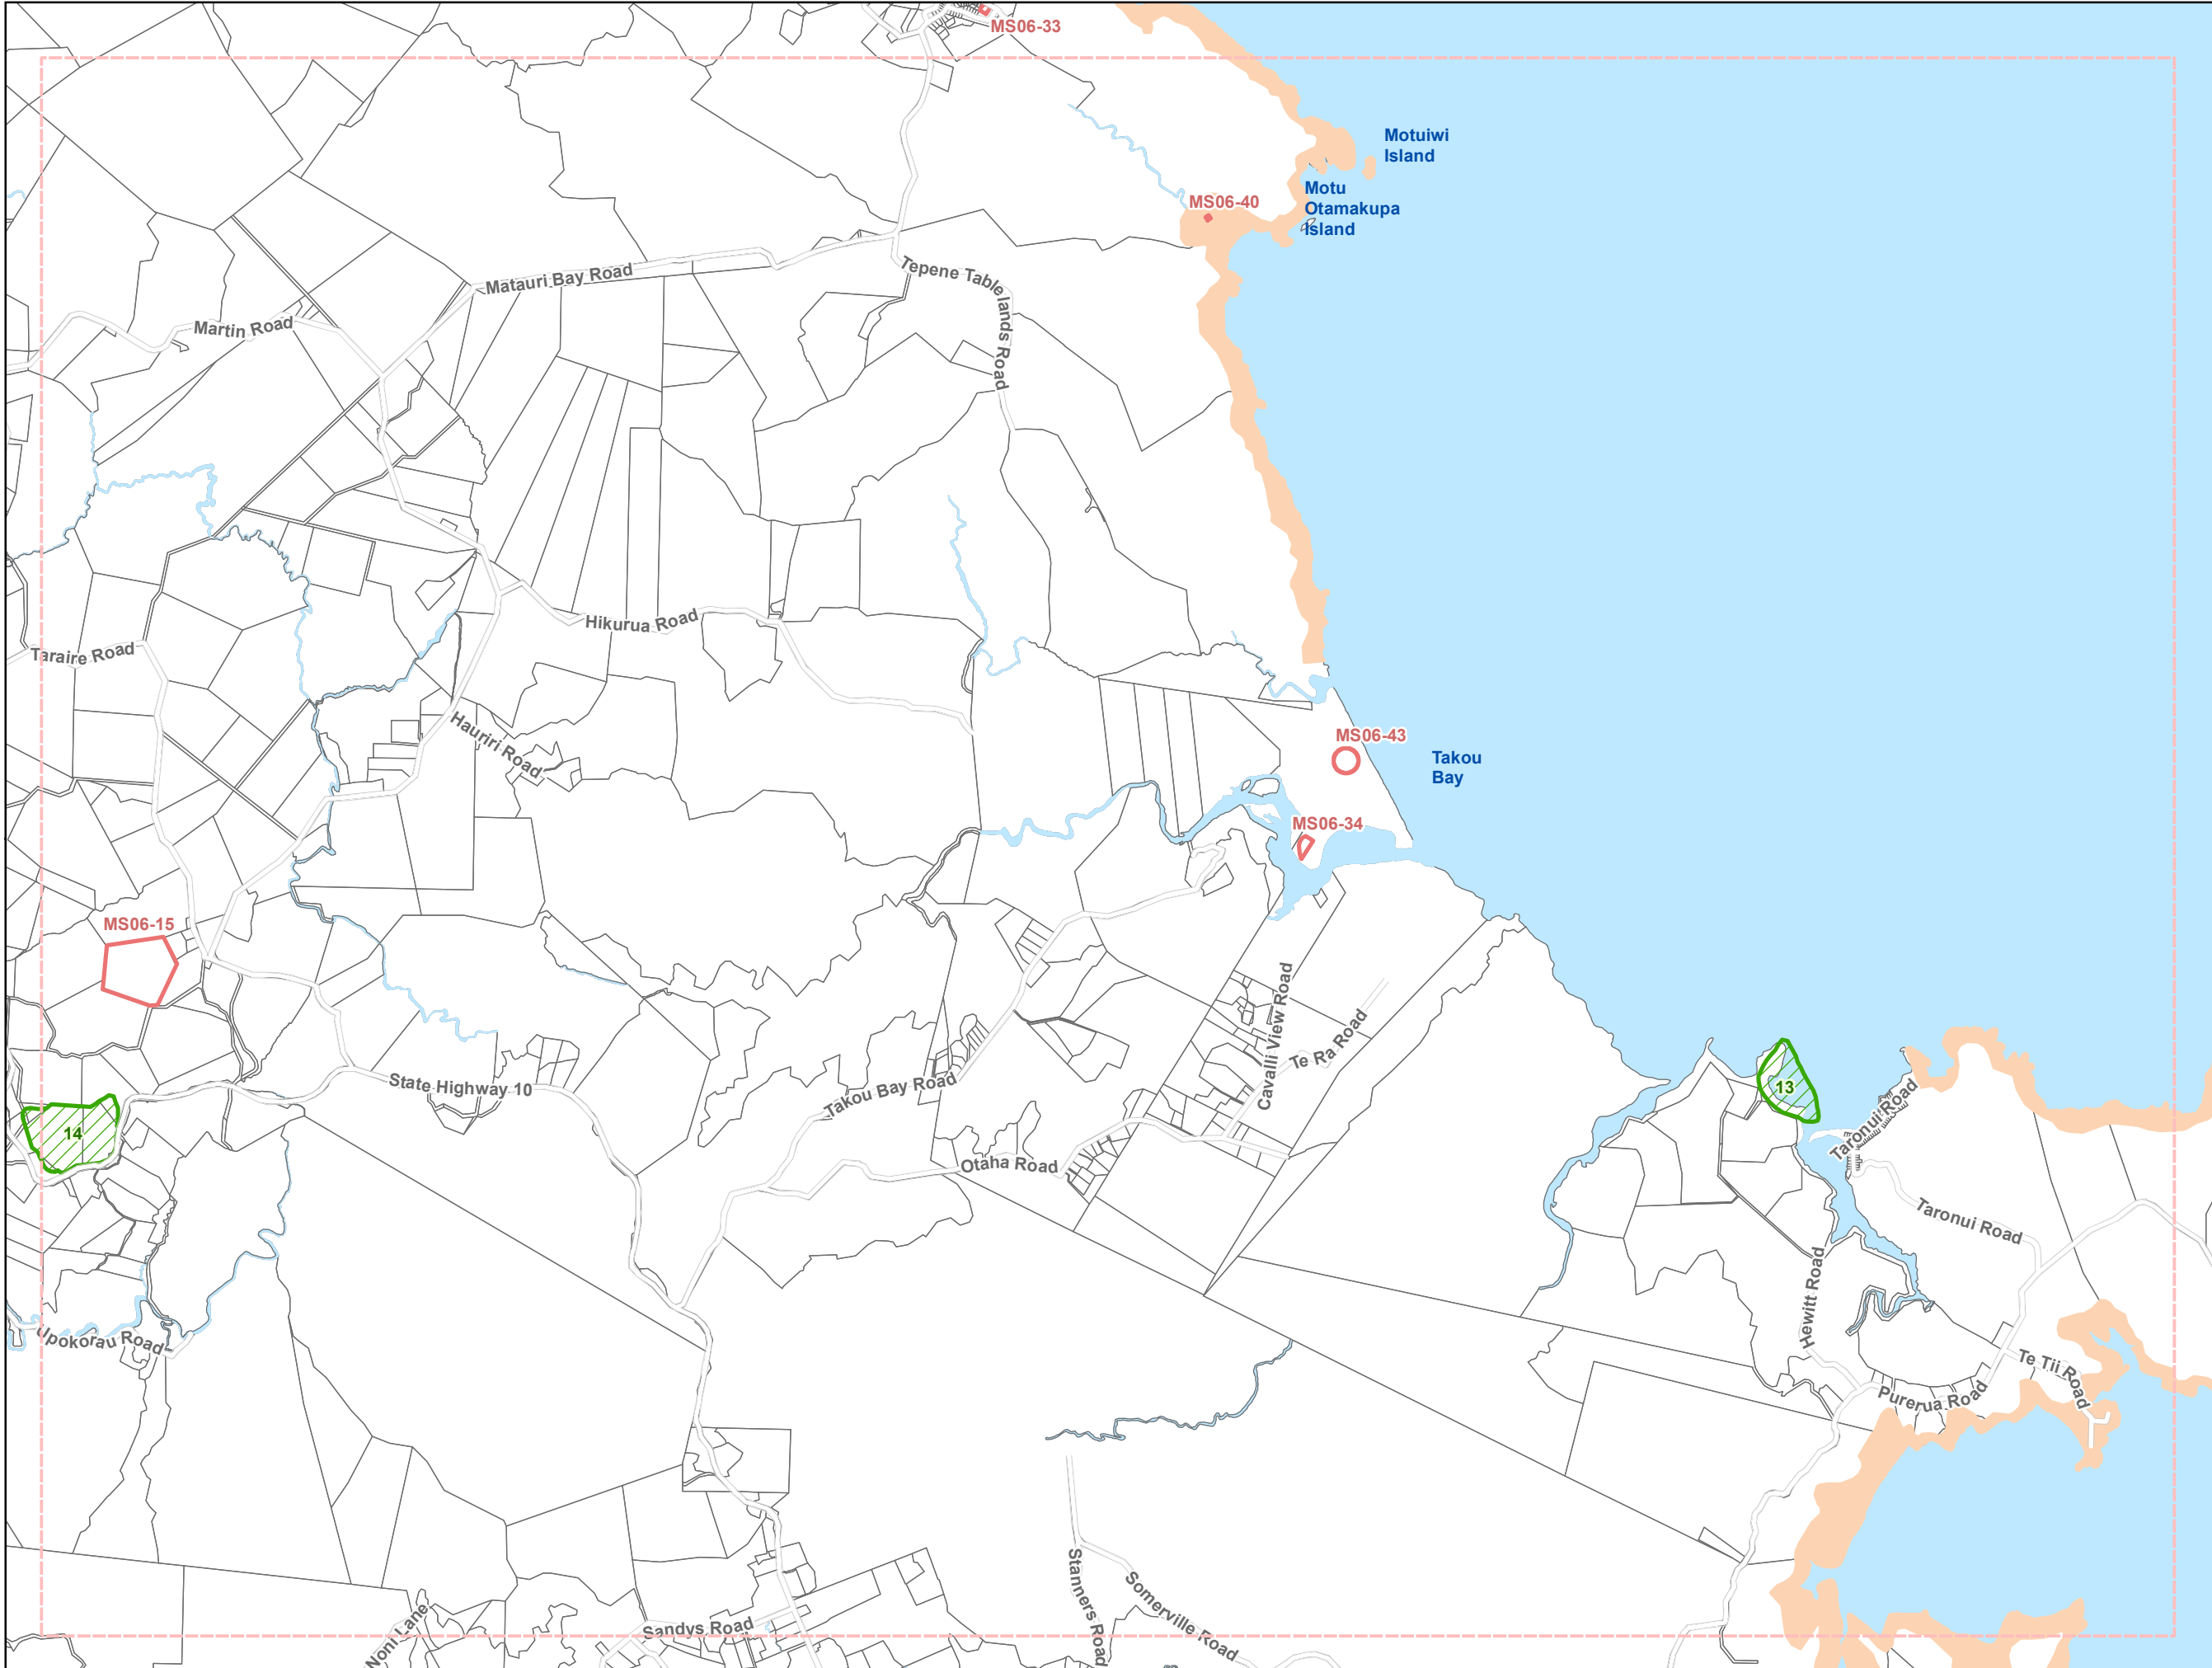 MS06-33
Motuiwi
Island
Motu
Otamakupa
Island
MS06-40
Matauri Bay Road
Tepene Tablelands Road
Martin Road
Hikurua Road
Taraire Road
Hauriri Road
MS06-43
Takou
Bay
MS06-34
MS06-15
Cavalli View Road
Te Ra Road
State Highway 10
Takou Bay Road
13
Taronui Road
14
Otaha Road
Taronui Road
Hewitt Road
Upokorau Road
Te Tii Road
Purerua Road
Stanners Road
Somerville Road
Noni Lane
Sandys Road